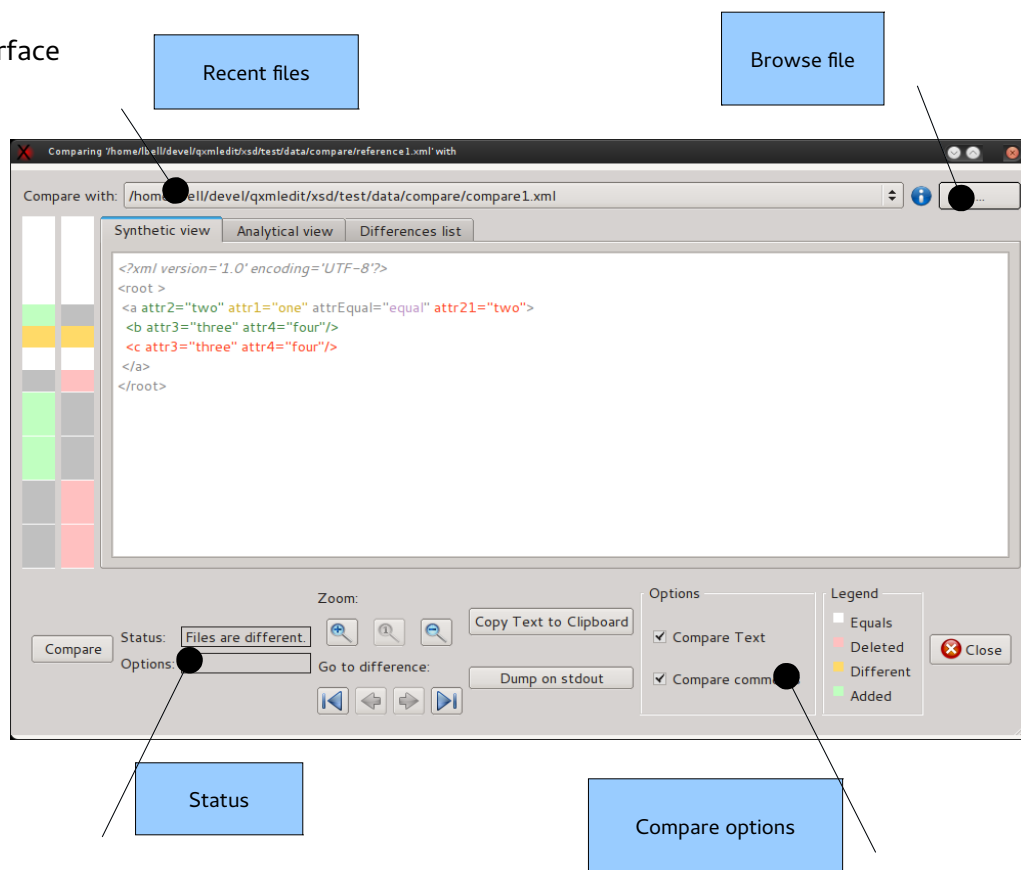 rface
Recent files
Browse file
Comparing '/home/lbell/devel/qxmledit/xsd/test/data/compare/reference1.xml' with
Compare with: /home ell/devel/qxmledit/xsd/test/data/compare/compare1.xml
...
Synthetic view Analytical view Differences list
<?xml version='1.0' encoding='UTF-8'?>
<root >
<a attr2="two" attr1="one" attrEqual="equal" attr21="two">
<b attr3="three" attr4="four"/>
<c attr3="three" attr4="four"/>
</a>
</root>
Compare
Status: Files are different.
Options:
Zoom:
1
Go to difference:
Copy Text to Clipboard
Dump on stdout
Options
Compare Text
Compare comm
Legend
Equals
Deleted
Different
Added
Close
Status
Compare options